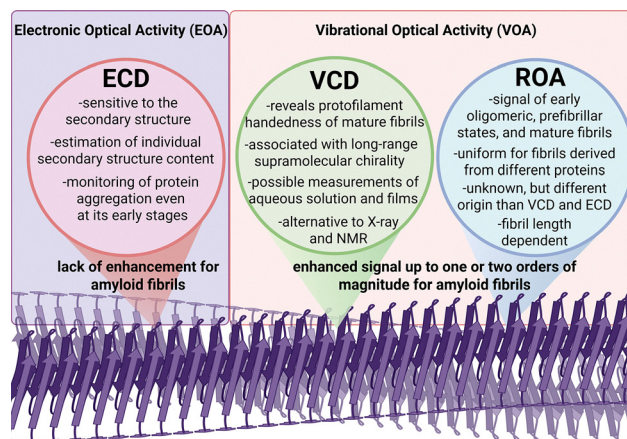 Electronic Optical Activity (EOA)
Vibrational Optical Activity (VOA)
ECD
-sensitive to the
secondary structure
-estimation of individual
secondary structure content
-monitoring of protein
aggregation even
at its early stages
lack of enhancement for
amyloid fibrils
VCD
-reveals protofilament
handedness of mature fibrils
-associated with long-range
supramolecular chirality
-possible measurements of
aqueous solution and films
-alternative to X-ray
and NMR
ROA
-signal of early
oligomeric, prefibrillar
states, and mature fibrils
-uniform for fibrils derived
from different proteins
-unknown, but different
origin than VCD and ECD
-fibril length
dependent
enhanced signal up to one or two orders of
magnitude for amyloid fibrils